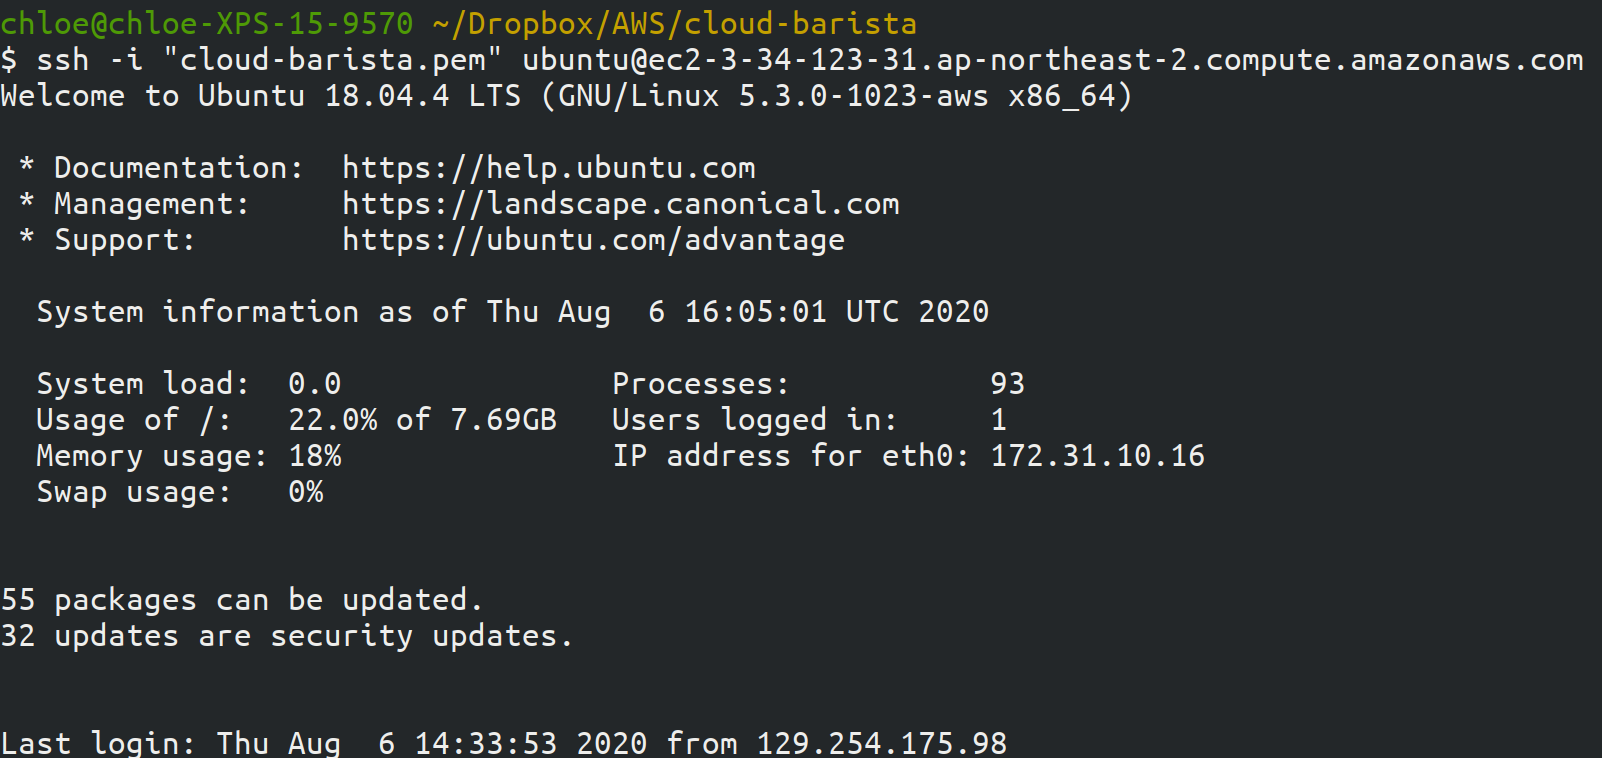 chloe@chloe-XPS-15-9570 ~/Dropbox/AWS/cloud-barista
$ ssh -i "cloud-barista.pem" ubuntu@ec2-3-34-123-31.ap-northeast-2.compute.amazonaws.com
Welcome to Ubuntu 18.04.4 LTS (GNU/Linux 5.3.0-1023-aws x86_64)

 * Documentation:  https://help.ubuntu.com
 * Management:     https://landscape.canonical.com
 * Support:        https://ubuntu.com/advantage

  System information as of Thu Aug  6 16:05:01 UTC 2020

  System load:  0.0               Processes:           93
  Usage of /:   22.0% of 7.69GB   Users logged in:     1
  Memory usage: 18%               IP address for eth0: 172.31.10.16
  Swap usage:   0%


55 packages can be updated.
32 updates are security updates.


Last login: Thu Aug  6 14:33:53 2020 from 129.254.175.98